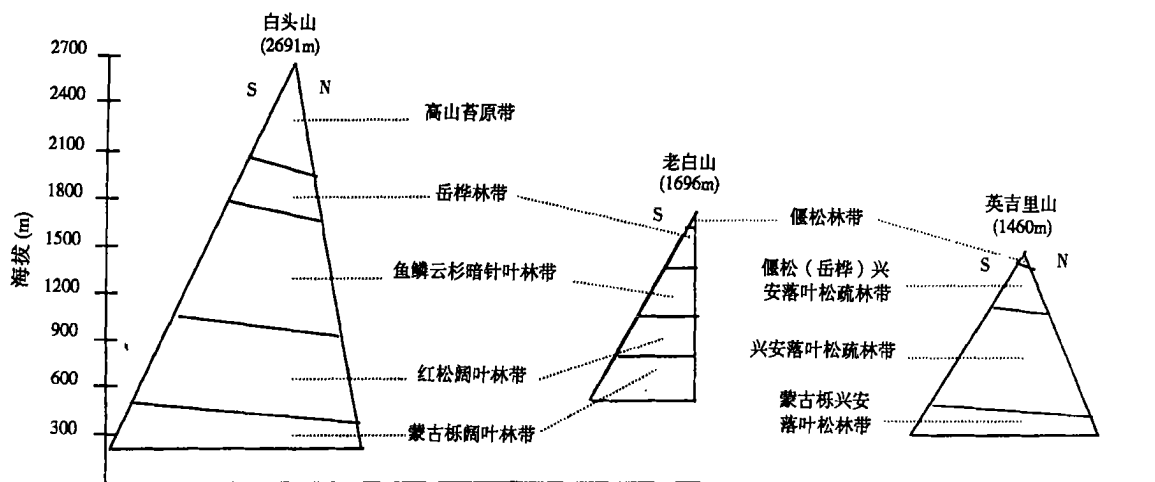 白头山
(2691m)
2700
2400
2100
1800
1500
1200
900
600
300
海拔 (m)
S
N
高山苔原带
岳桦林带
鱼鳞云杉暗针叶林带
红松阔叶林带
蒙古栎阔叶林带
老白山
(1696m)
S
偃松林带
英吉里山
(1460m)
S
N
偃松（岳桦）兴
安落叶松疏林带
兴安落叶松疏林带
蒙古栎兴安
落叶松林带